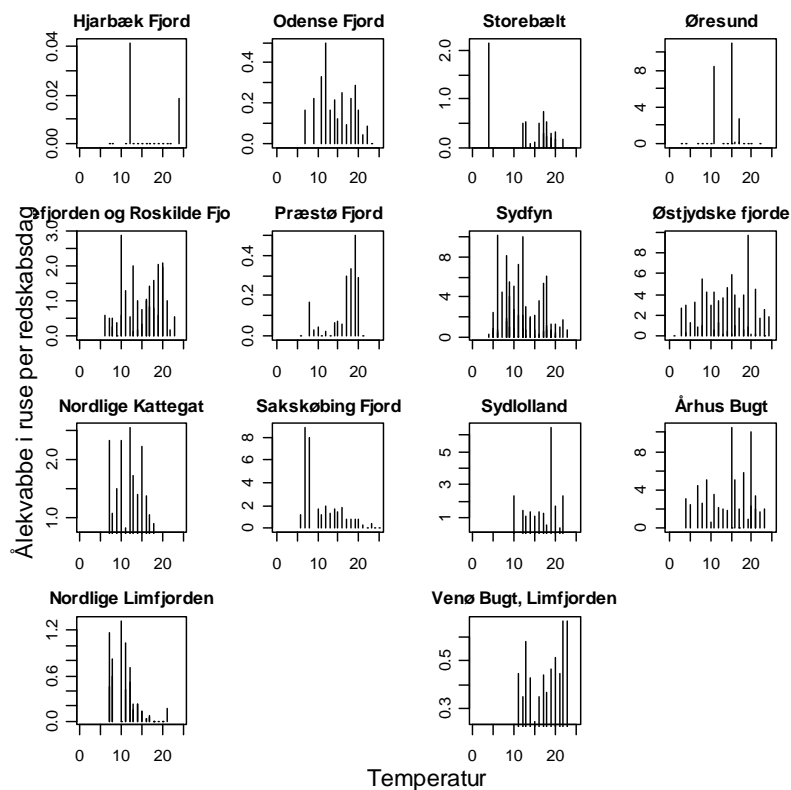 Hjarbæk Fjord
0.00 0.02 0.04
0 10 20
Odense Fjord
0.0 0.2 0.4
0 10 20
Storebælt
0.0 1.0 2.0
0 10 20
Øresund
0 4 8
0 10 20
efjorden og Roskilde Fjo
0.0 1.0 2.0 3.0
0 10 20
Præstø Fjord
0.0 0.2 0.4
0 10 20
Sydfyn
0 4 8
0 10 20
Østjydske fjorde
0 2 4 6 8
0 10 20
Nordlige Kattegat
1.0 2.0
0 10 20
Sakskøbing Fjord
0 2 4 6 8
0 10 20
Sydlolland
1 3 5
0 10 20
Århus Bugt
0 4 8
0 10 20
Nordlige Limfjorden
0.0 0.6 1.2
0 10 20
Venø Bugt, Limfjorden
0.3 0.5
0 10 20
Ålekvabbe i ruse per redskabsdag
Temperatur